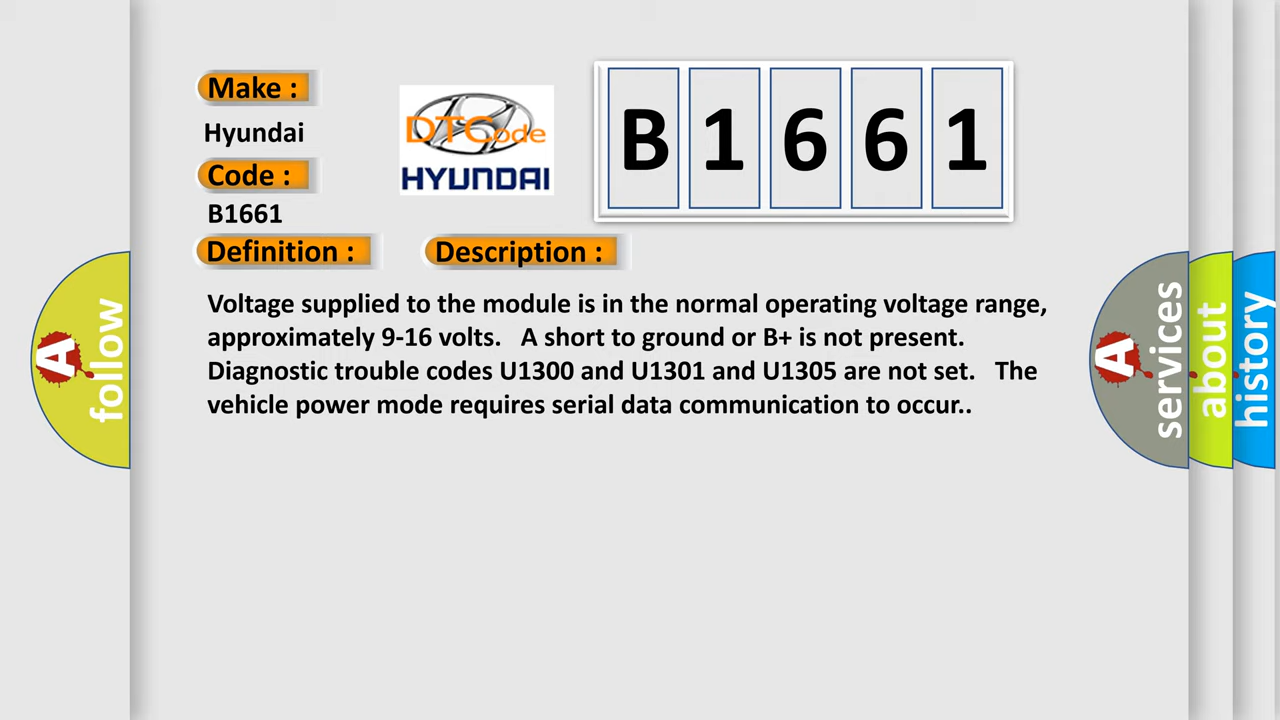 Make :
Hyundai
Code :
B1661
Definition :
Description :
DTCode
HYUNDAI
B 1 6 6 1
Voltage supplied to the module is in the normal operating voltage range,
approximately 9-16 volts   A short to ground or B+ is not present.
Diagnostic trouble codes U1300 and U1301 and U1305 are not set.   The
vehicle power mode requires serial data communication to occur..
A
follow
A
services
about
history